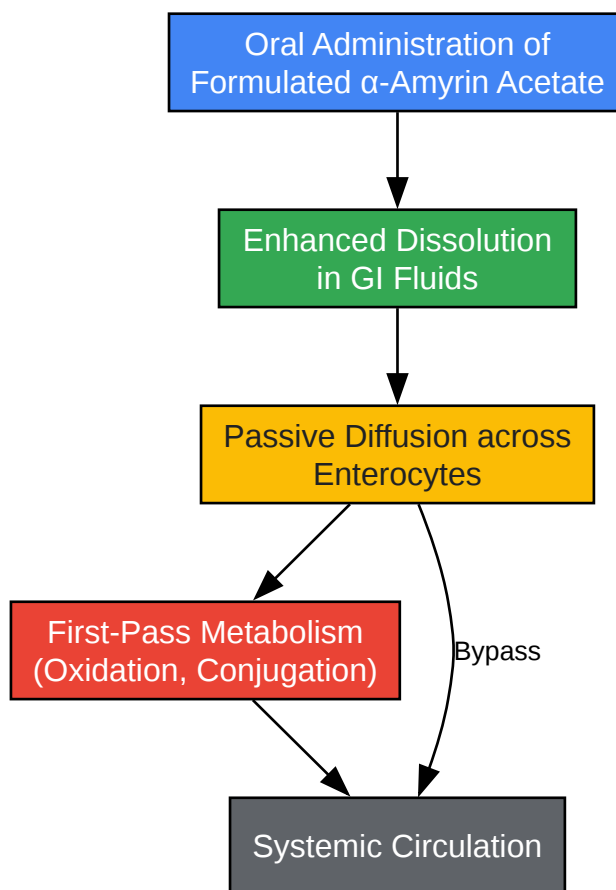 Oral Administration of
Formulated α-Amyrin Acetate
Enhanced Dissolution
in GI Fluids
Passive Diffusion across
Enterocytes
First-Pass Metabolism
(Oxidation, Conjugation)
Bypass
Systemic Circulation